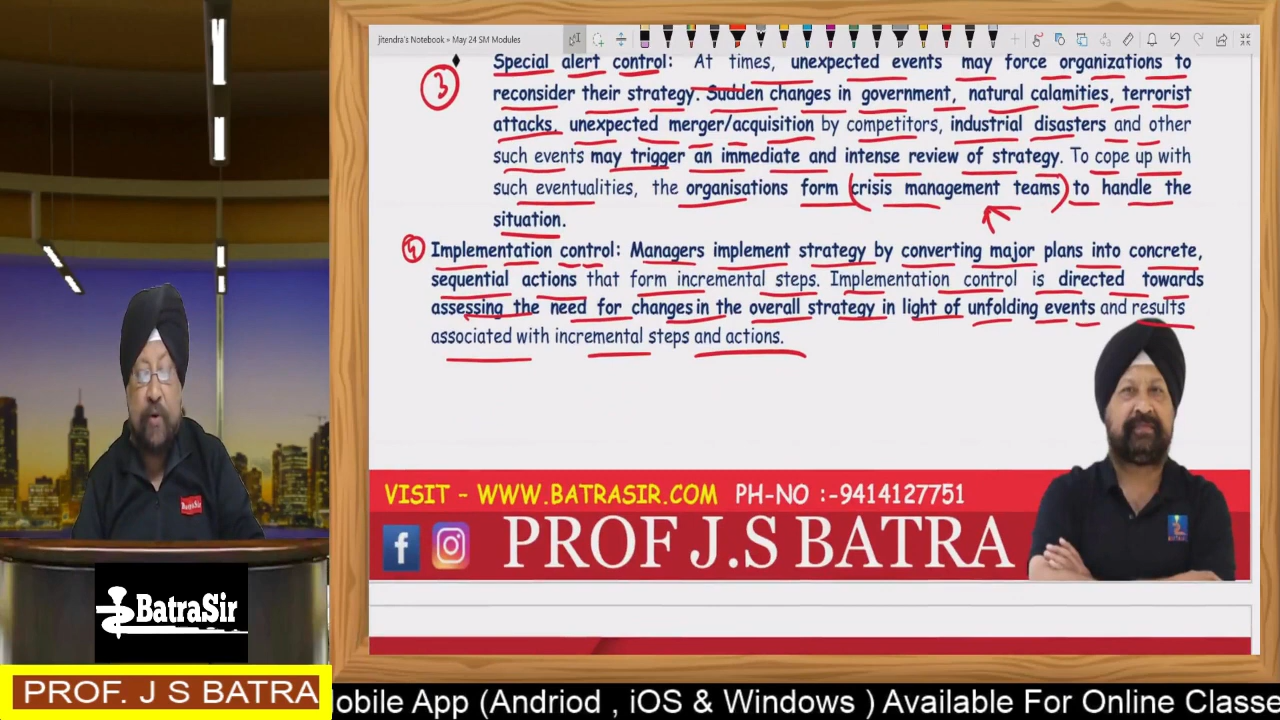 jitendra's Notebook » May 24 SM Modules
3
♦ Special alert control: At times, unexpected events may force organizations to
reconsider their strategy. Sudden changes in government, natural calamities, terrorist
attacks, unexpected merger/acquisition by competitors, industrial disasters and other
such events may trigger an immediate and intense review of strategy. To cope up with
such eventualities, the organisations form (crisis management teams) to handle the
situation.
4 Implementation control: Managers implement strategy by converting major plans into concrete,
sequential actions that form incremental steps. Implementation control is directed towards
assessing the need for changes in the overall strategy in light of unfolding events and results
associated with incremental steps and actions.
VISIT - WWW.BATRASIR.COM PH-NO :-9414127751
PROF J.S BATRA
BatraSir
BatraSir
PROF. J S BATRA
Mobile App (Andriod , iOS & Windows ) Available For Online Classe